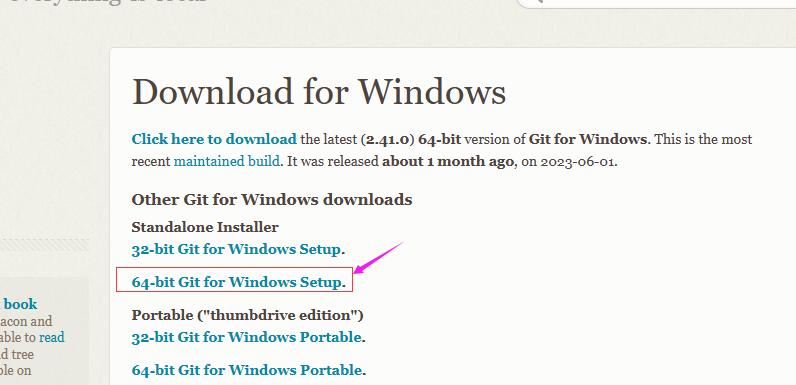 Download for Windows
Click here to download the latest (2.41.0) 64-bit version of Git for Windows. This is the most
recent maintained build. It was released about 1 month ago, on 2023-06-01.
Other Git for Windows downloads
Standalone Installer
32-bit Git for Windows Setup.
64-bit Git for Windows Setup.
Portable ("thumbdrive edition")
32-bit Git for Windows Portable.
64-bit Git for Windows Portable.
book
acon and
able to read
d tree
ble on